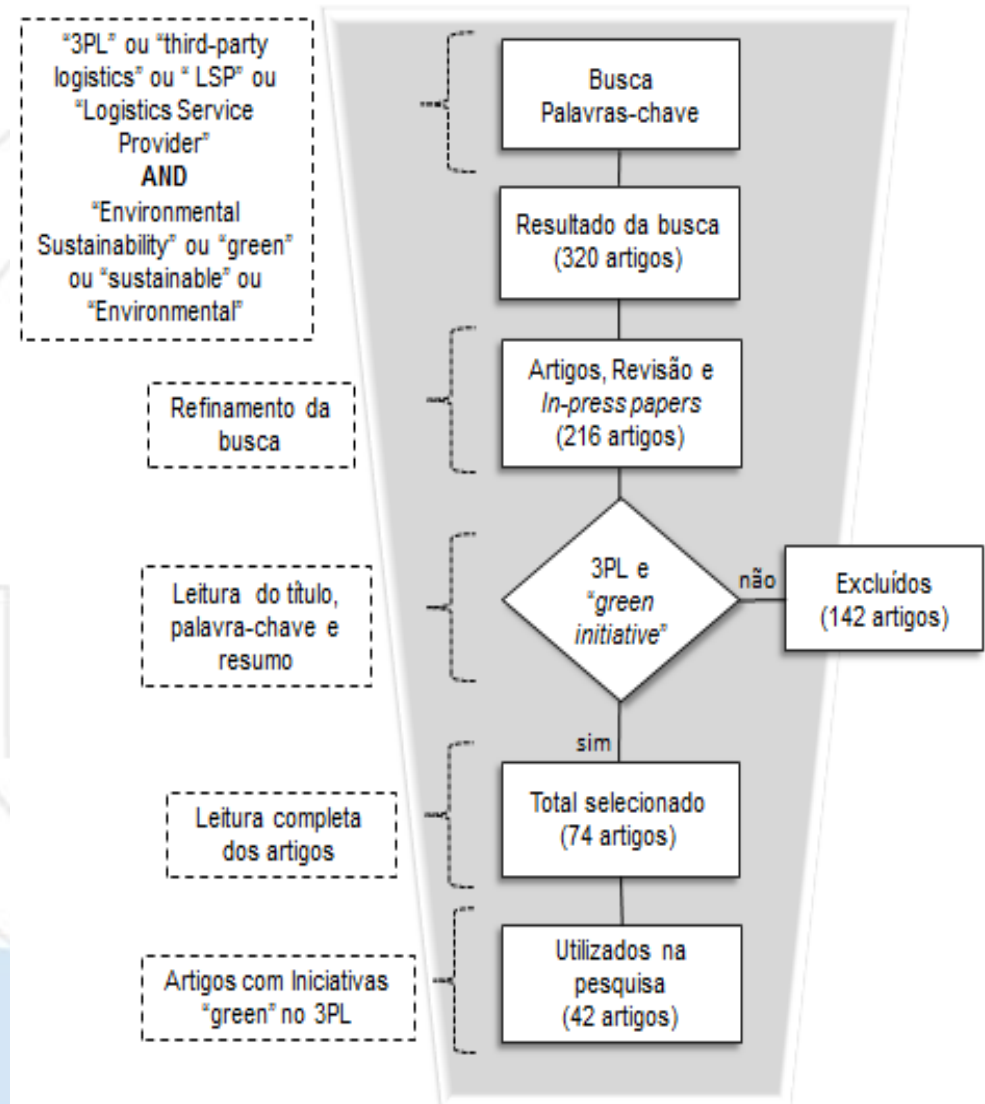 “3PL” ou “third-party
logistics” ou “ LSP” ou
“Logistics Service
Provider”
AND
“Environmental
Sustainability” ou “green”
ou “sustainable” ou
“Environmental”
Busca
Palavras-chave
Resultado da busca
(320 artigos)
Refinamento da
busca
Artigos, Revisão e
In-press papers
(216 artigos)
Leitura do título,
palavra-chave e
resumo
3PL e
“green
initiative”
não
Excluídos
(142 artigos)
sim
Leitura completa
dos artigos
Total selecionado
(74 artigos)
Artigos com Iniciativas
“green” no 3PL
Utilizados na
pesquisa
(42 artigos)